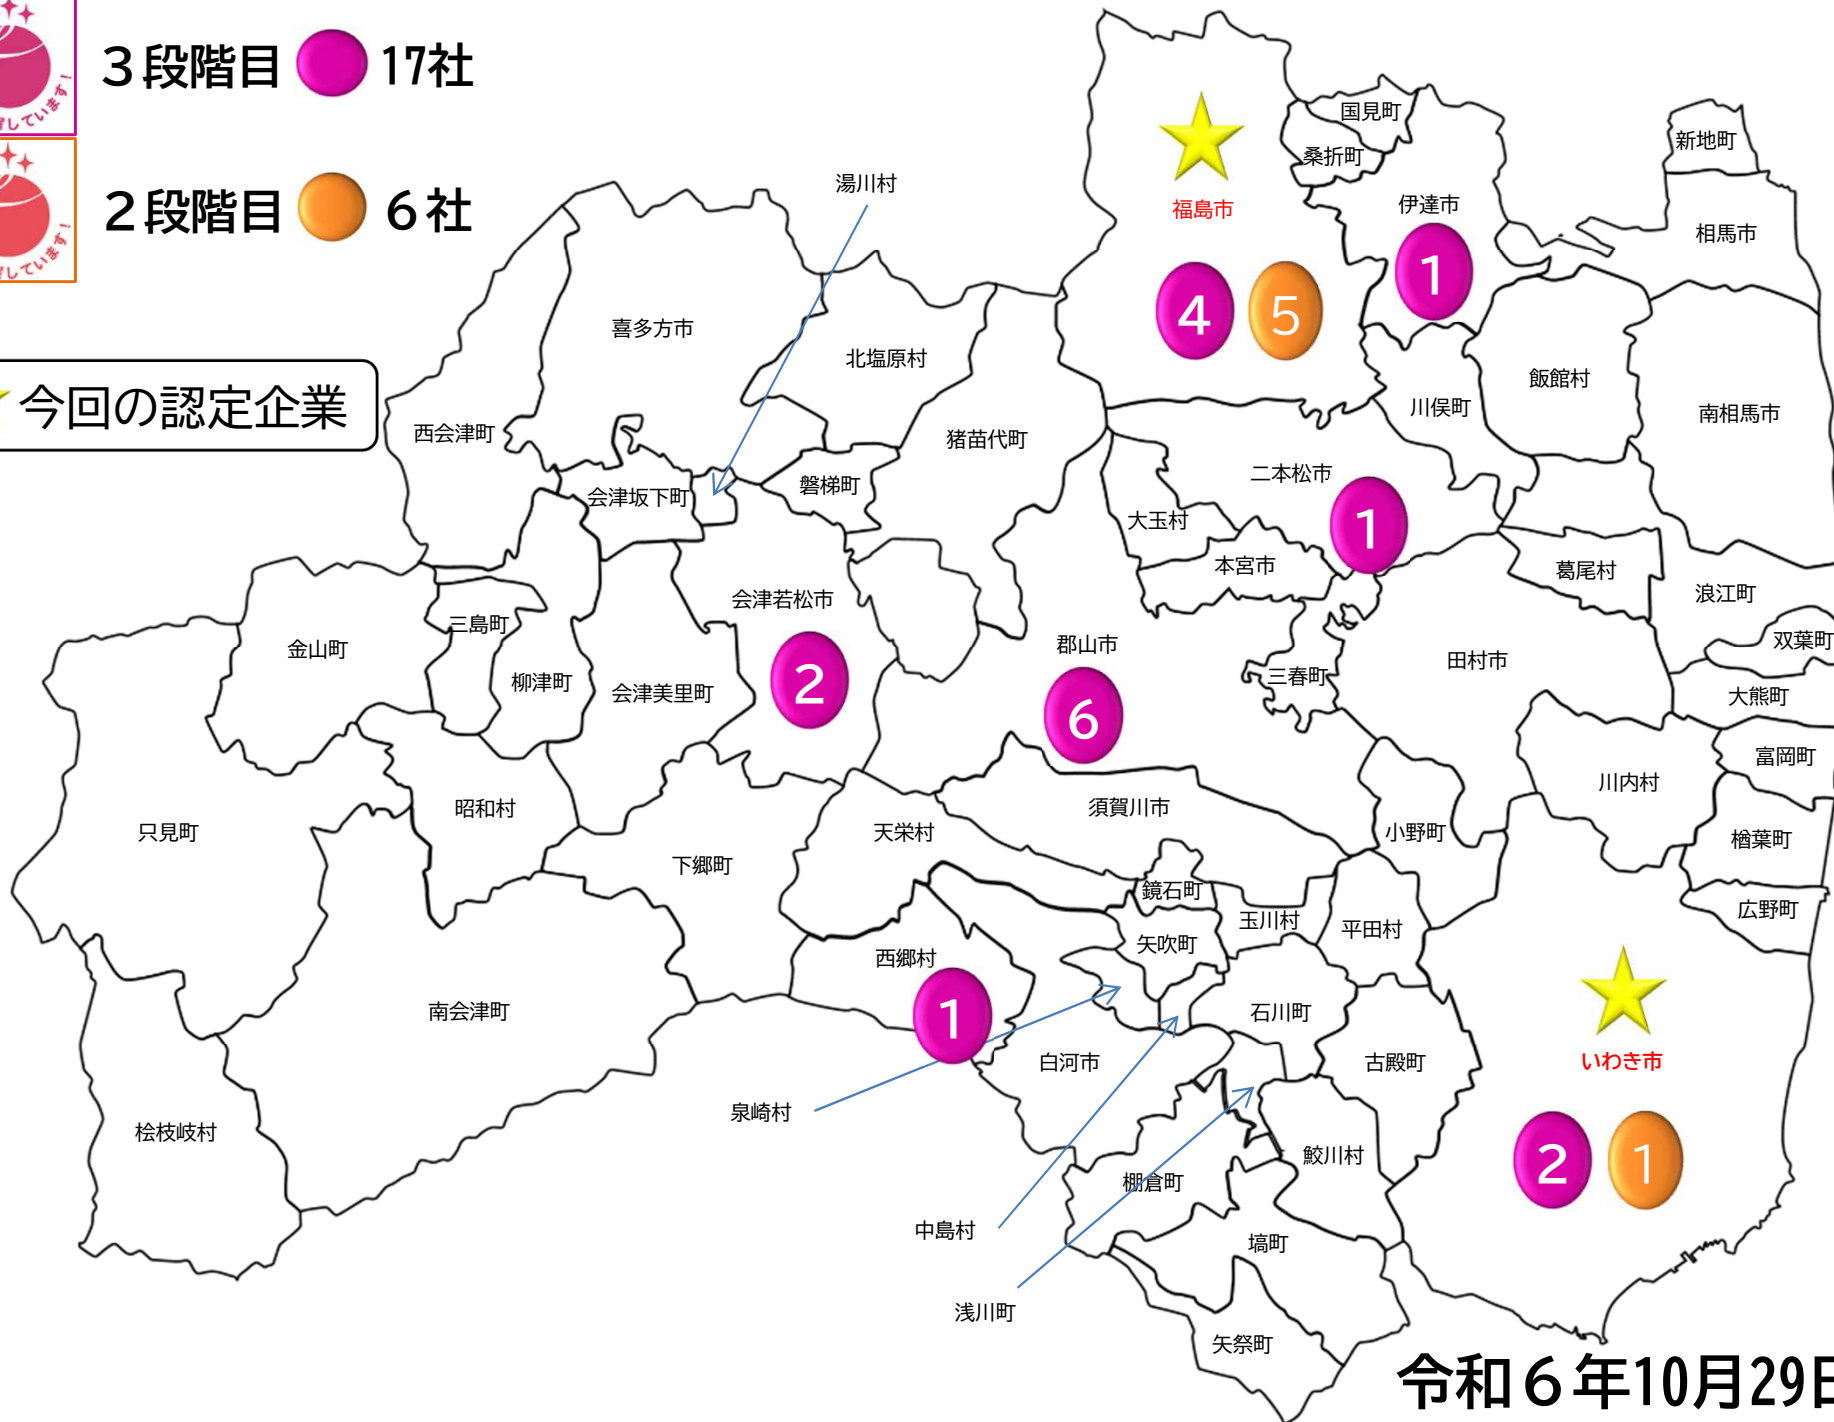 ３段階目 17社
しています！
２段階目 ６社
しています！
今回の認定企業
国見町
桑折町
新地町
湯川村
福島市
伊達市
相馬市
4
5
1
喜多方市
北塩原村
飯館村
川俣町
南相馬市
西会津町
猪苗代町
二本松市
1
会津坂下町
磐梯町
大玉村
本宮市
葛尾村
浪江町
会津若松市
2
三島町
金山町
双葉町
郡山市
6
田村市
三春町
柳津町
会津美里町
大熊町
富岡町
川内村
昭和村
須賀川市
只見町
天栄村
小野町
楢葉町
下郷町
鏡石町
広野町
玉川村
平田村
矢吹町
西郷村
1
南会津町
石川町
白河市
古殿町
いわき市
2
1
泉崎村
桧枝岐村
鮫川村
棚倉町
中島村
塙町
浅川町
矢祭町
令和６年10月29日